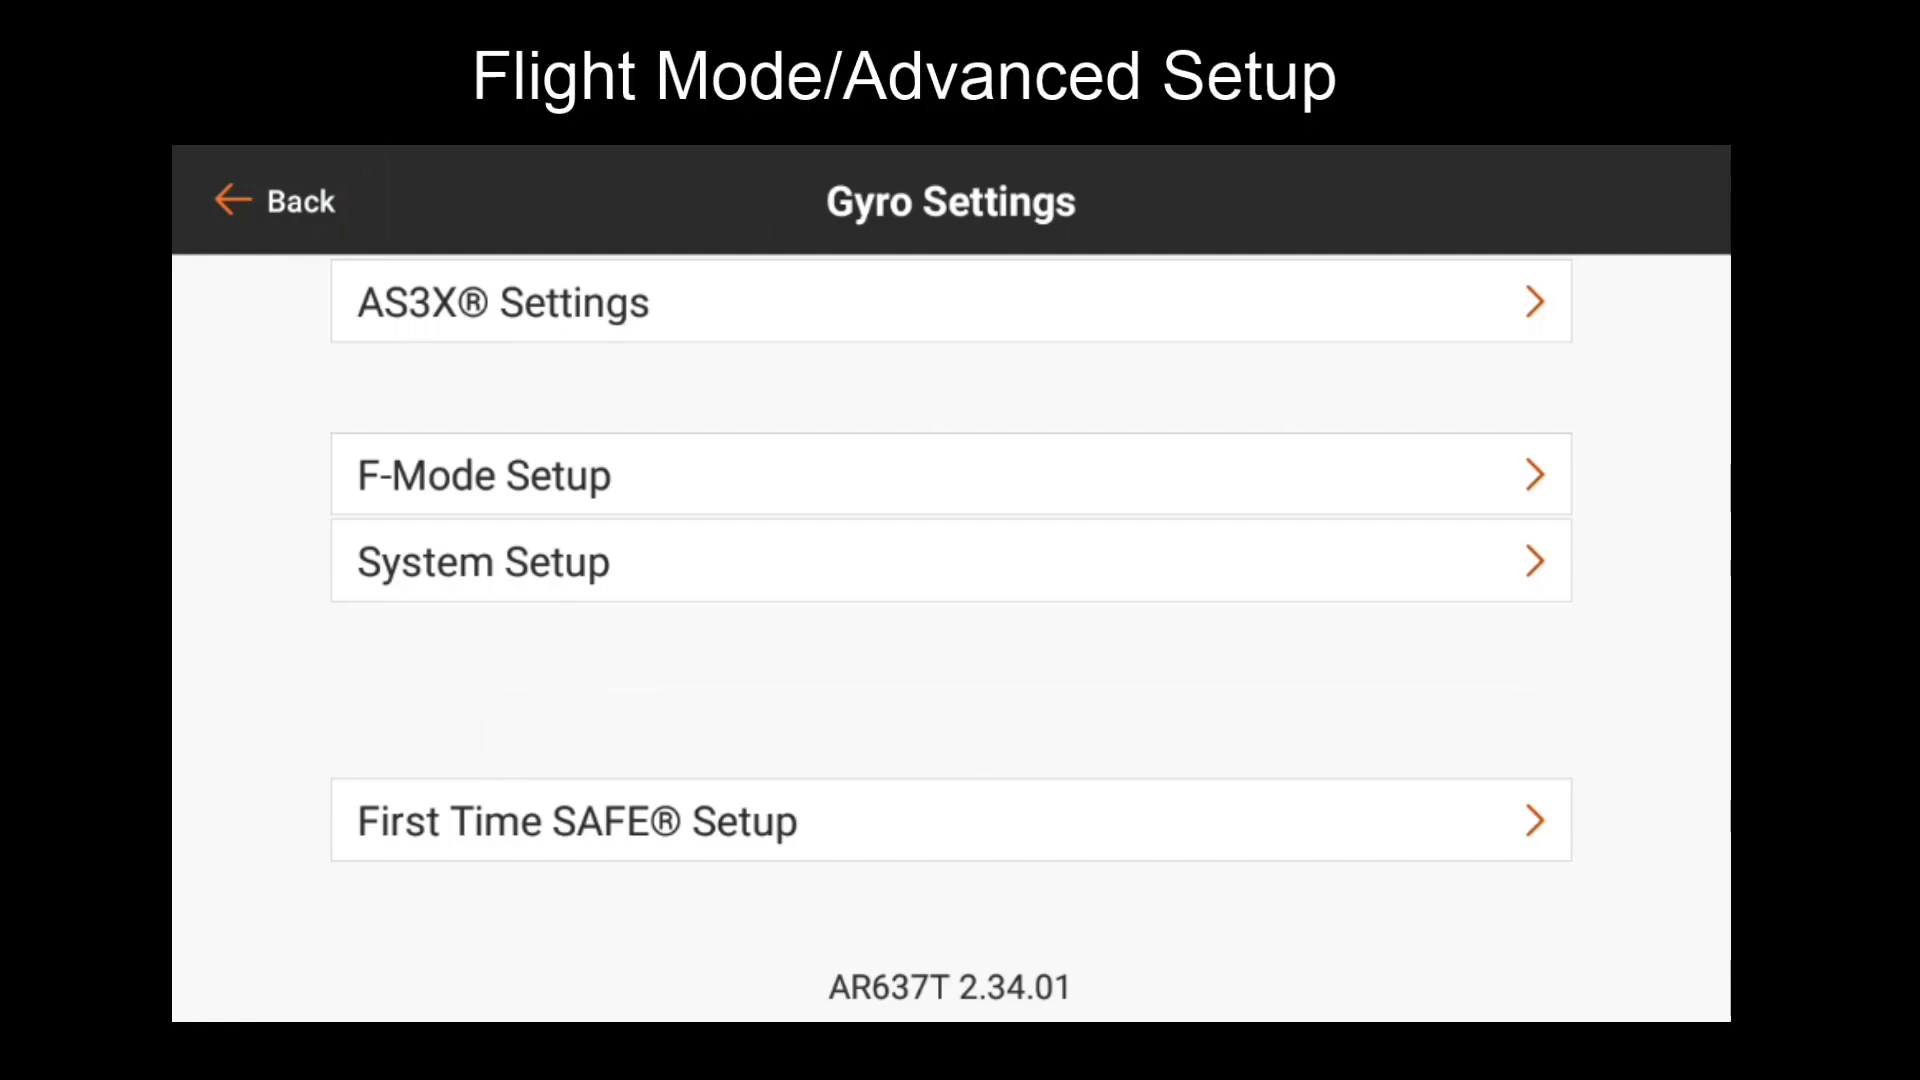 Flight Mode/Advanced Setup
Back
Gyro Settings
AS3X® Settings
F-Mode Setup
System Setup
First Time SAFE® Setup
AR637T 2.34.01